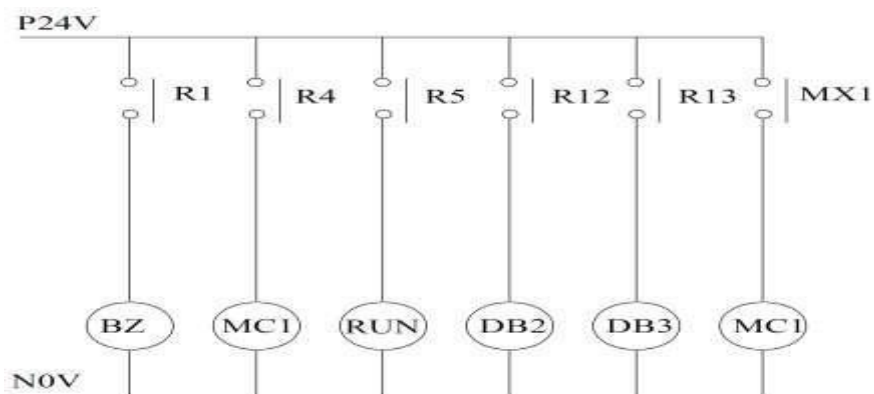 P24V
R1 R4 R5 R12 R13 MX1
BZ MC1 RUN DB2 DB3 MC1
N0V